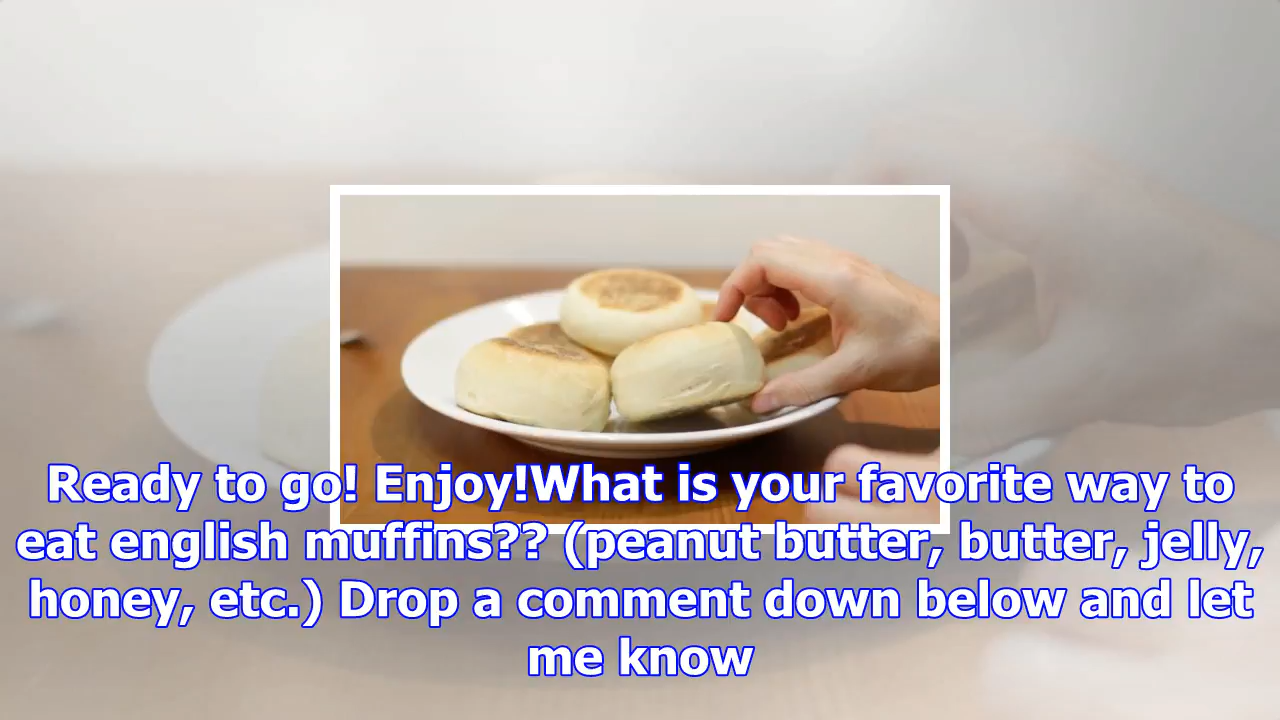 Ready to go! Enjoy!What is your favorite way to
eat english muffins?? (peanut butter, butter, jelly,
honey, etc.) Drop a comment down below and let
me know